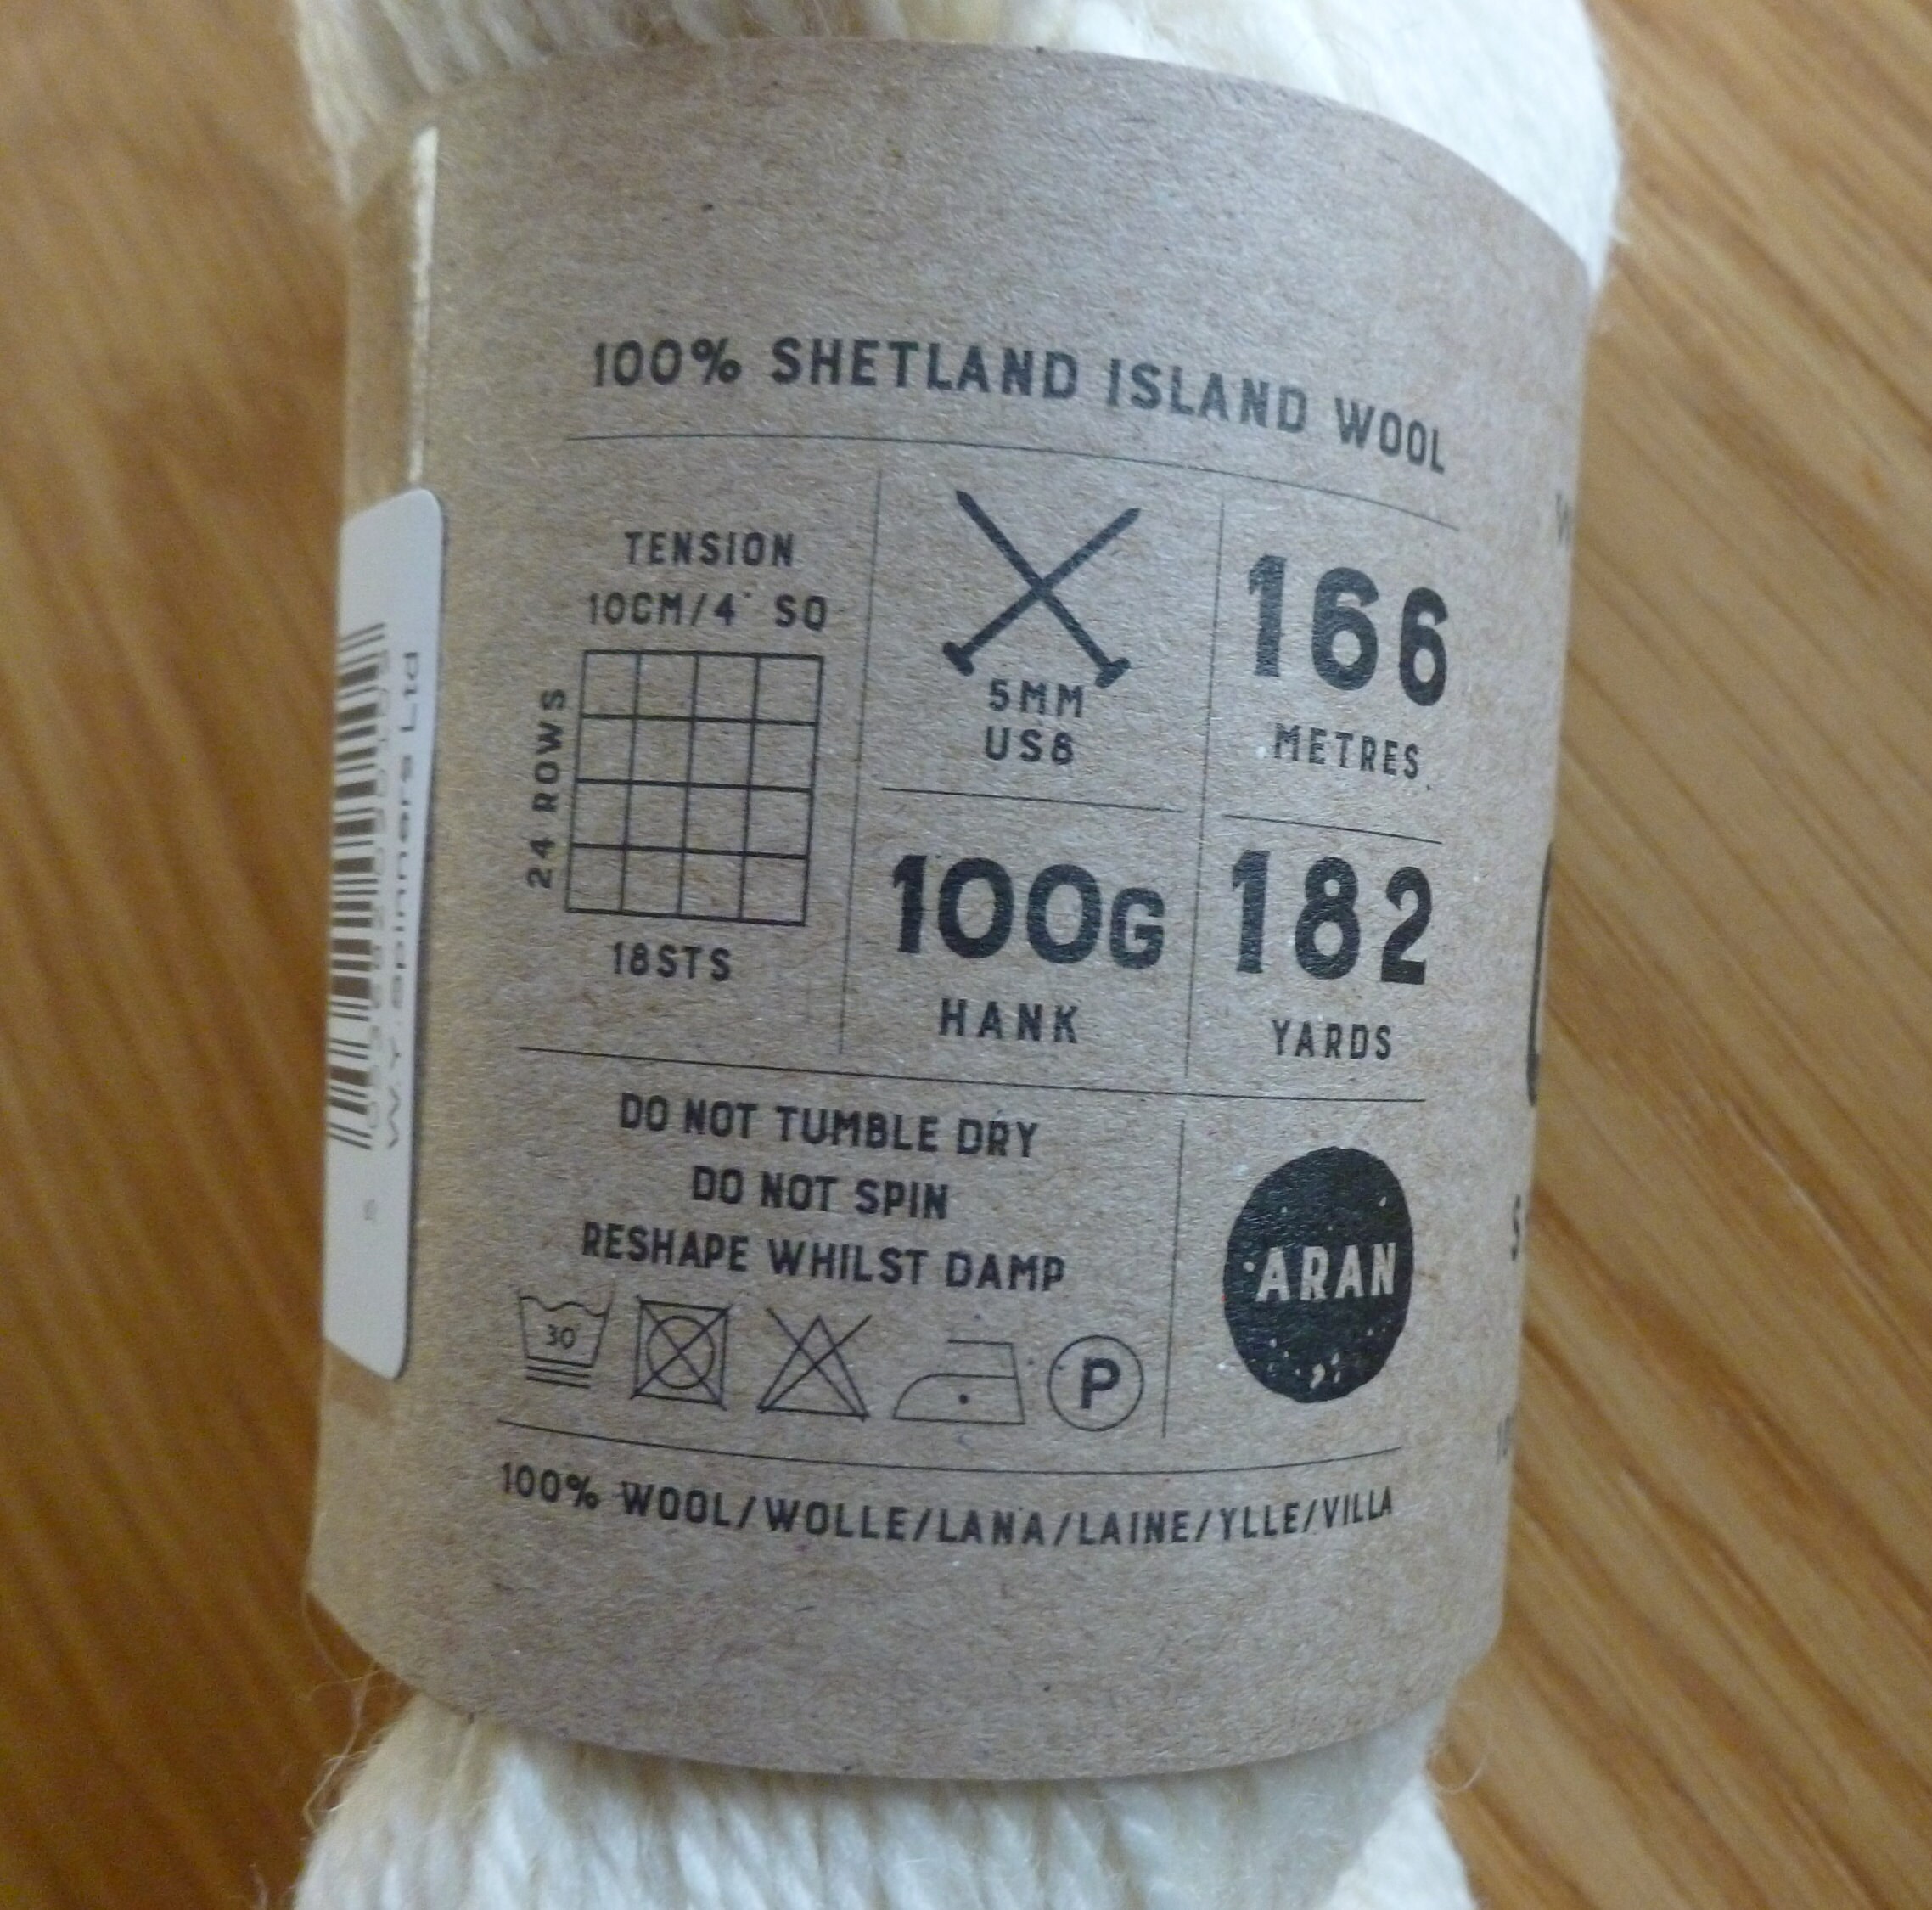 100% SHETLAND ISLAND WOOL
TENSION
10CM/4" SQ
24 ROWS
18STS
5MM
US8
100G
HANK
166
METRES
182
YARDS
DO NOT TUMBLE DRY
DO NOT SPIN
RESHAPE WHILST DAMP
30
P
ARAN
100% WOOL/WOLLE/LANA/LAINE/YLLE/VILLA
W.Y. Spinners Ltd